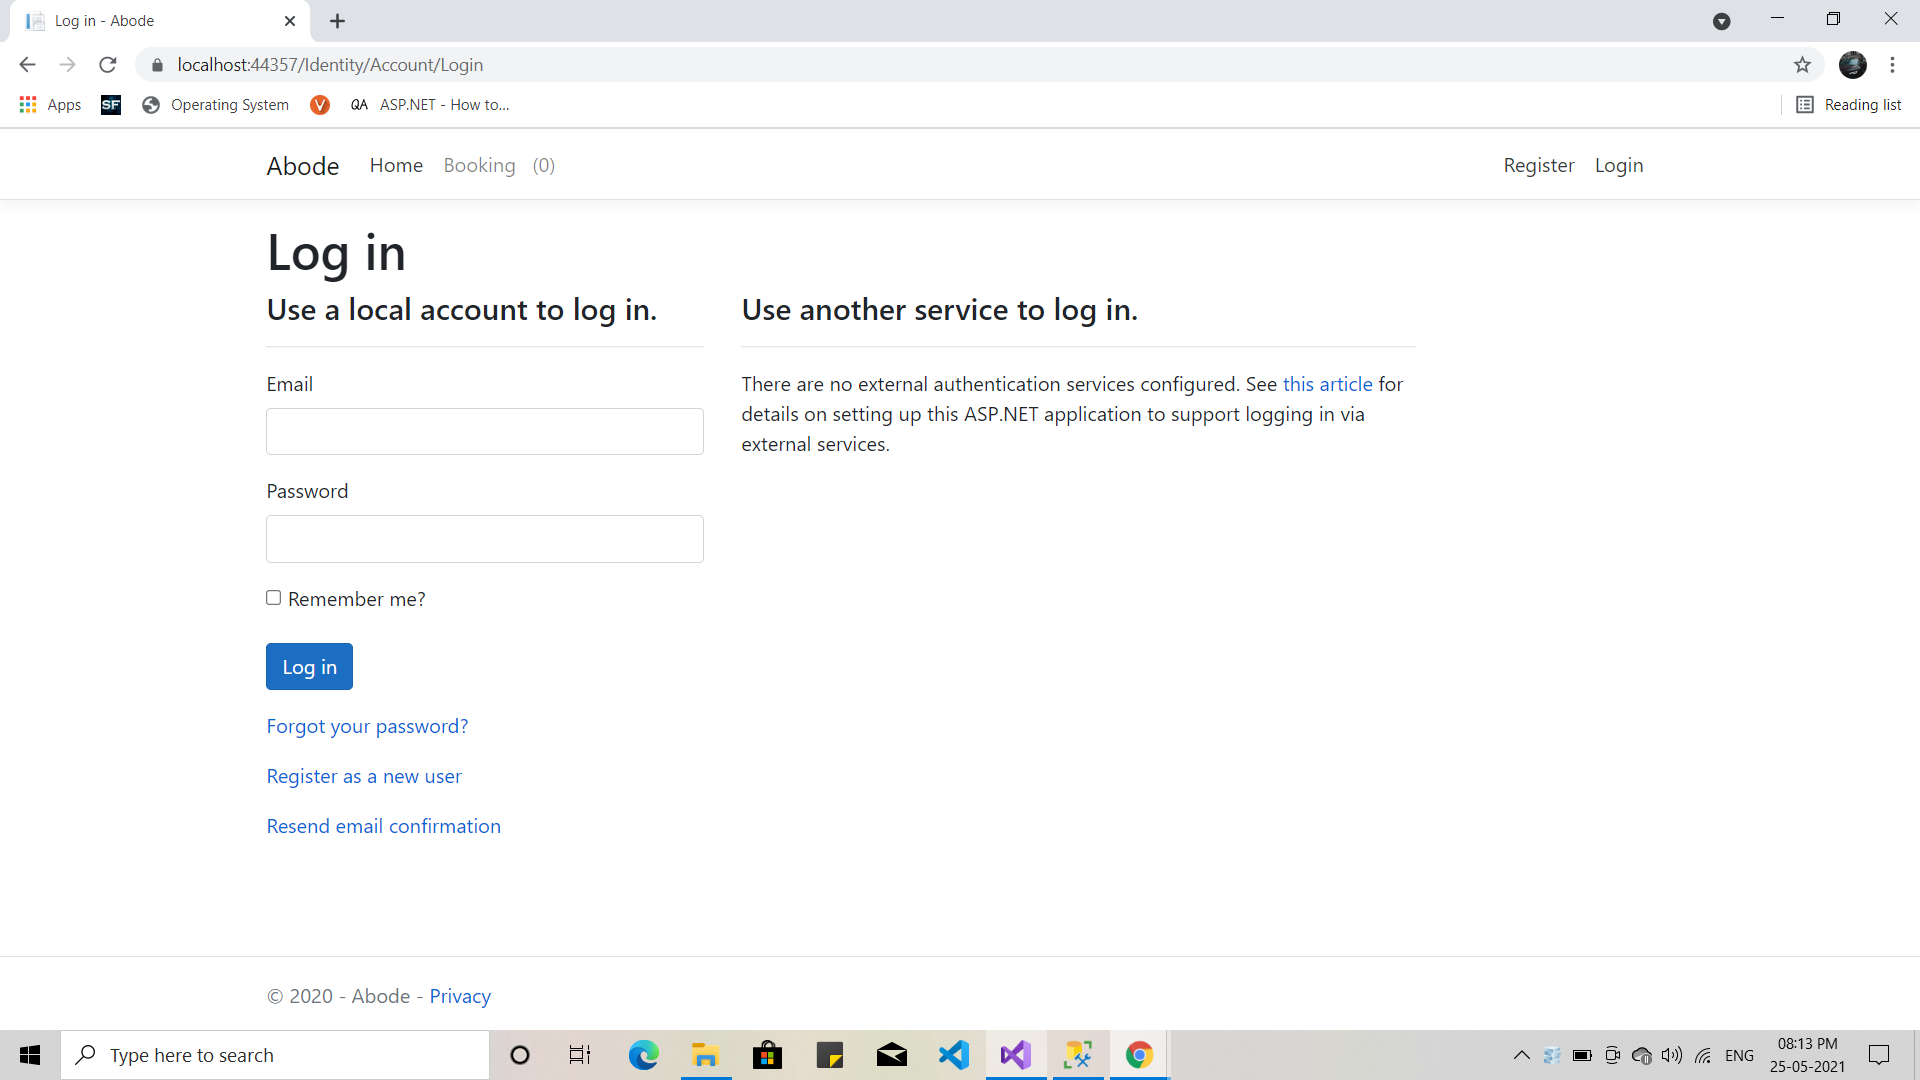 Log in - Abode
localhost:44357/Identity/Account/Login
Apps SF Operating System V QA ASP.NET - How to... Reading list
Abode Home Booking (0) Register Login
Log in
Use a local account to log in.
Use another service to log in.
Email
There are no external authentication services configured. See this article for
details on setting up this ASP.NET application to support logging in via
external services.
Password
Remember me?
Log in
Forgot your password?
Register as a new user
Resend email confirmation
© 2020 - Abode - Privacy
Type here to search
ENG
08:13 PM
25-05-2021